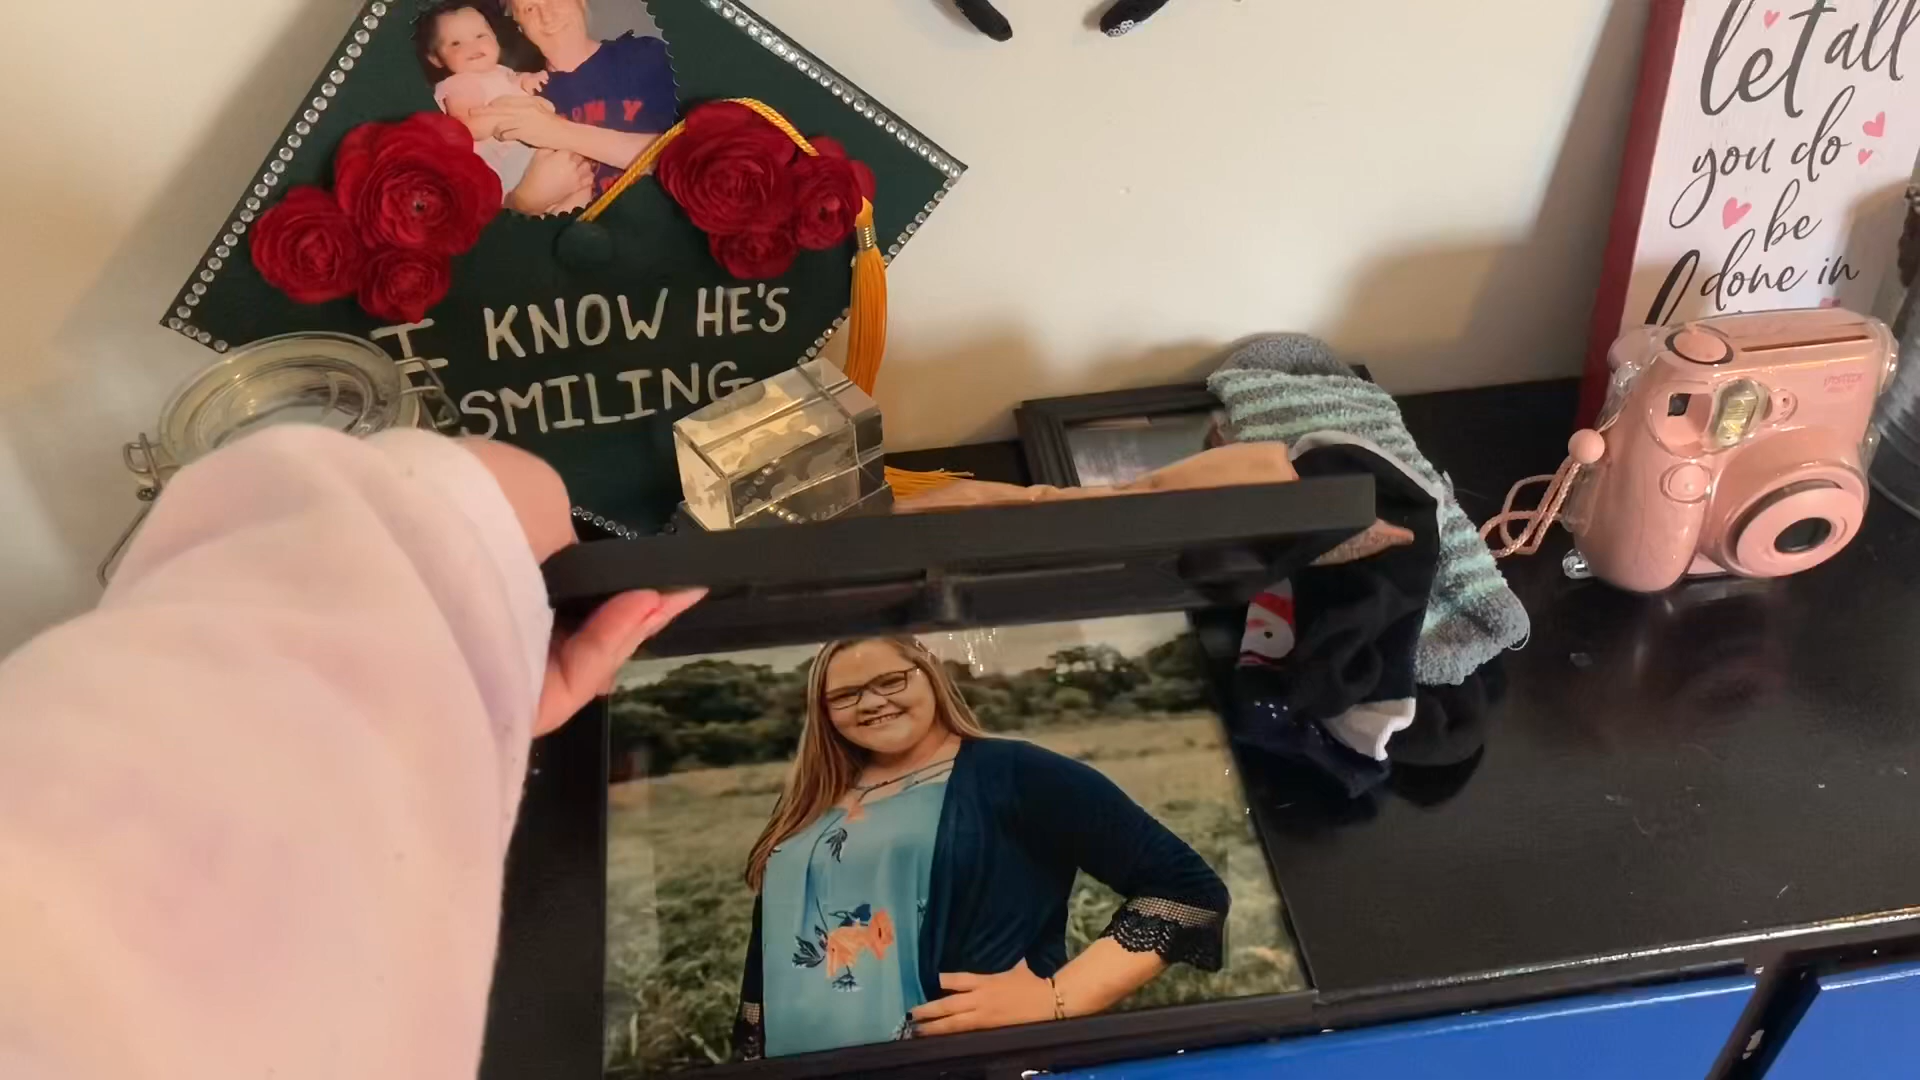 I KNOW HE'S
SMILING
let all
you do
be
done in